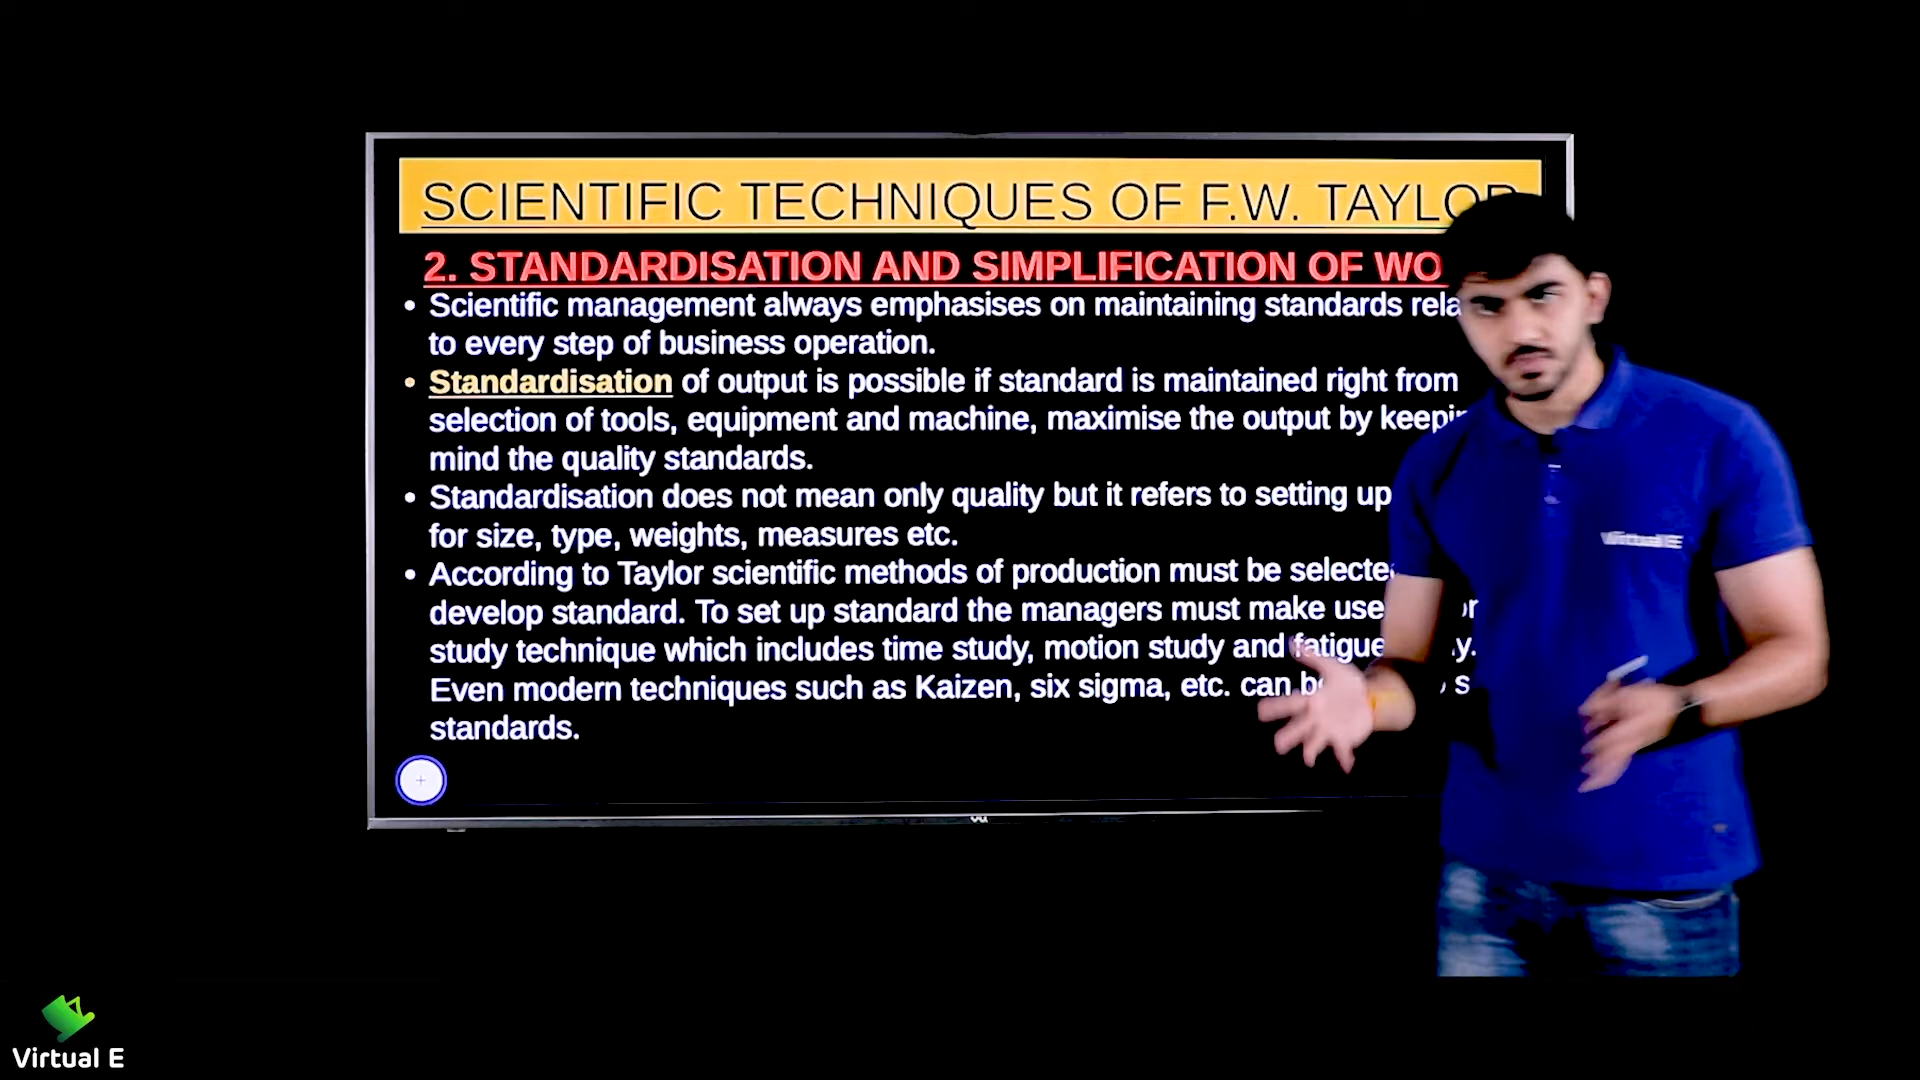 SCIENTIFIC TECHNIQUES OF F.W. TAYLOR
2. STANDARDISATION AND SIMPLIFICATION OF
• Scientific management always emphasises on maintaining standards
to every step of business operation.
• Standardisation of output is possible if standard is maintained right from
selection of tools, equipment and machine, maximise the output by
mind the quality standards.
• Standardisation does not mean only quality but it refers to setting up
for size, type, weights, measures etc.
• According to Taylor scientific methods of production must be
develop standard. To set up standard the managers must make use
study technique which includes time study, motion study and fatigue
Even modern techniques such as Kaizen, six sigma, etc. can
standards.
Virtual E
Virtual E